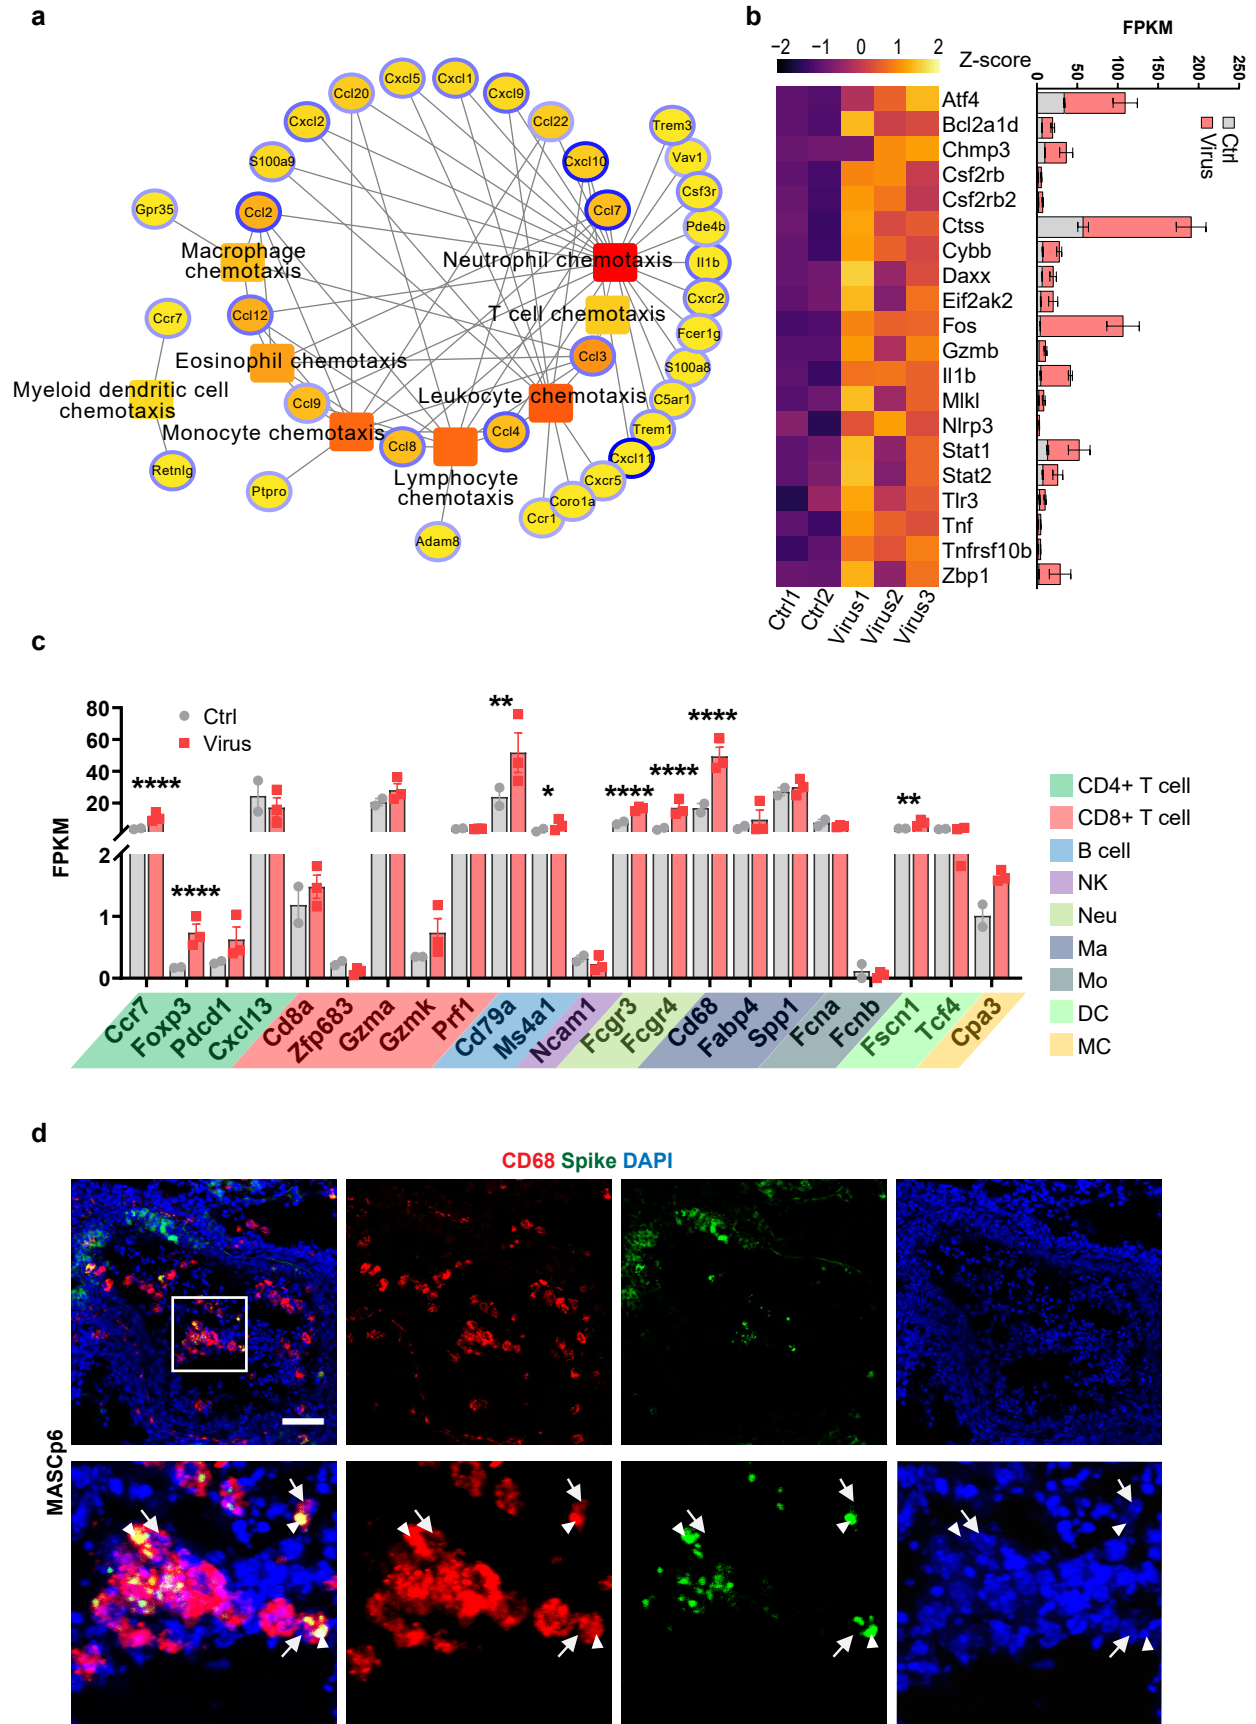 a
Cxcl5
Cxcl1
Ccl20
Cxcl9
Cxcl2
Ccl22
Trem3
S100a9
Cxcl10
Vav1
Csf3r
Gpr35
Ccl2
Ccl7
Pde4b
Macrophage
chemotaxis
Neutrophil chemotaxis
Il1b
Cxcr2
Ccr7
Ccl12
T cell chemotaxis
Fcer1g
Eosinophil chemotaxis
Ccl3
S100a8
Myeloid dendritic cell
chemotaxis
Ccl9
Leukocyte chemotaxis
C5ar1
Monocyte chemotaxis
Ccl8
Ccl4
Trem1
Cxcl11
Retnlg
Lymphocyte
chemotaxis
Cxcr5
Ptpro
Coro1a
Ccr1
Adam8
b
−2 −1 0 1 2
Z-score
FPKM
0 50 100 150 200 250
Ctrl
Virus
Atf4
Bcl2a1d
Chmp3
Csf2rb
Csf2rb2
Ctss
Cybb
Daxx
Eif2ak2
Fos
Gzmb
Il1b
Mlkl
Nlrp3
Stat1
Stat2
Tlr3
Tnf
Tnfrsf10b
Zbp1
Ctrl1 Ctrl2 Virus1 Virus2 Virus3
c
FPKM
80
60
40
20
2
1
0
Ctrl
Virus
**** **** ** * **** **** **** **
Ccr7 Foxp3 Pdcd1 Cxcl13 Cd8a Zfp683 Gzma Gzmk Prf1 Cd79a Ms4a1 Ncam1 Fcgr3 Fcgr4 Cd68 Fabp4 Spp1 Fcna Fcnb Fscn1 Tcf4 Cpa3
CD4+ T cell
CD8+ T cell
B cell
NK
Neu
Ma
Mo
DC
MC
d
CD68 Spike DAPI
MASCp6